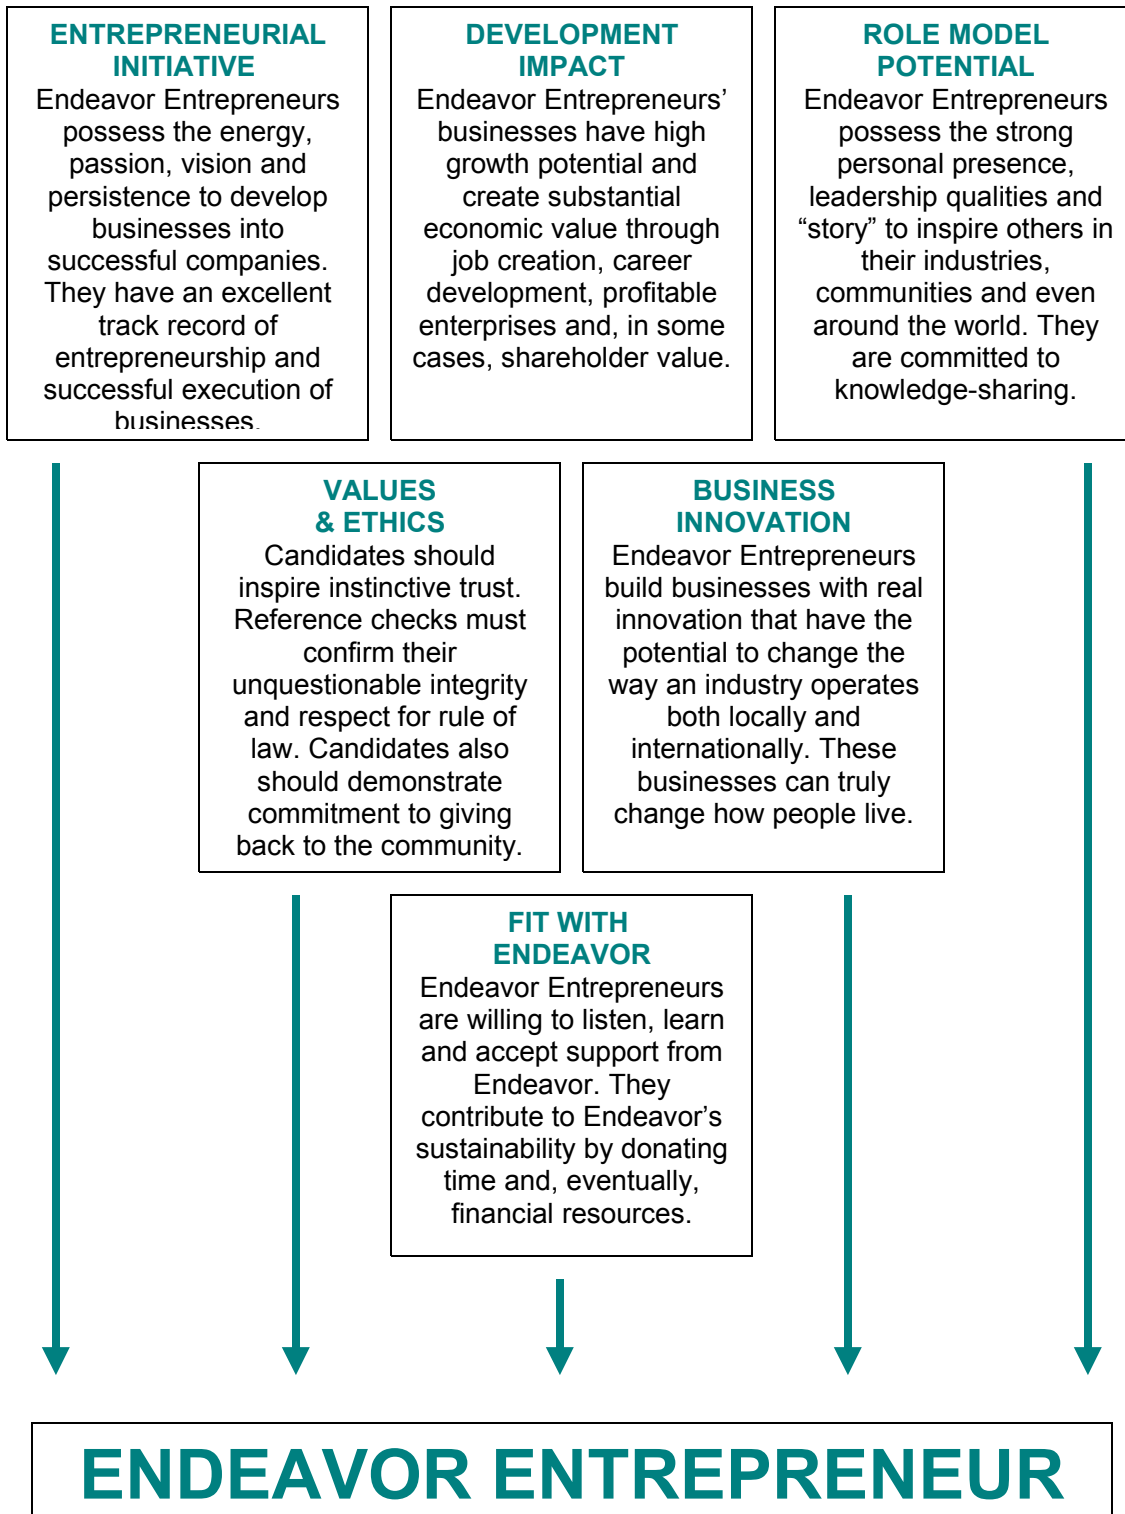 ENTREPRENEURIAL
INITIATIVE
Endeavor Entrepreneurs
possess the energy,
passion, vision and
persistence to develop
businesses into
successful companies.
They have an excellent
track record of
entrepreneurship and
successful execution of
businesses.
DEVELOPMENT
IMPACT
Endeavor Entrepreneurs’
businesses have high
growth potential and
create substantial
economic value through
job creation, career
development, profitable
enterprises and, in some
cases, shareholder value.
ROLE MODEL
POTENTIAL
Endeavor Entrepreneurs
possess the strong
personal presence,
leadership qualities and
“story” to inspire others in
their industries,
communities and even
around the world. They
are committed to
knowledge-sharing.
VALUES
& ETHICS
Candidates should
inspire instinctive trust.
Reference checks must
confirm their
unquestionable integrity
and respect for rule of
law. Candidates also
should demonstrate
commitment to giving
back to the community.
BUSINESS
INNOVATION
Endeavor Entrepreneurs
build businesses with real
innovation that have the
potential to change the
way an industry operates
both locally and
internationally. These
businesses can truly
change how people live.
FIT WITH
ENDEAVOR
Endeavor Entrepreneurs
are willing to listen, learn
and accept support from
Endeavor. They
contribute to Endeavor’s
sustainability by donating
time and, eventually,
financial resources.
ENDEAVOR ENTREPRENEUR